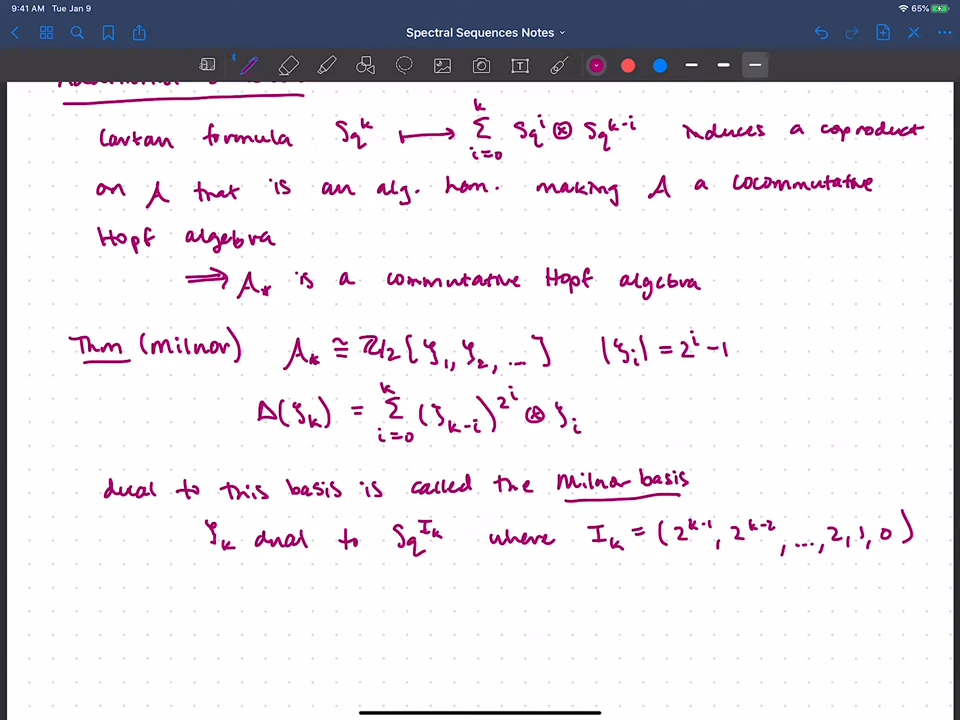 9:41 AM Tue Jan 9
65%
Spectral Sequences Notes
Cartan formula Sq^k ⟼ Σ_{i=0}^{k} Sq^i ⊗ Sq^{k-i} induces a coproduct
on A that is an alg. hom. making A a cocommutative
Hopf algebra
⟹ A_* is a commutative Hopf algebra
Thm (Milnor) A_* ≅ ℤ/2[ξ_1, ξ_2, ...] |ξ_i| = 2^i - 1
Δ(ξ_k) = Σ_{i=0}^{k} (ξ_{k-i})^{2^i} ⊗ ξ_i
dual to this basis is called the Milnor basis
ξ_k dual to Sq^{I_k} where I_k = (2^{k-1}, 2^{k-2}, ..., 2, 1, 0)